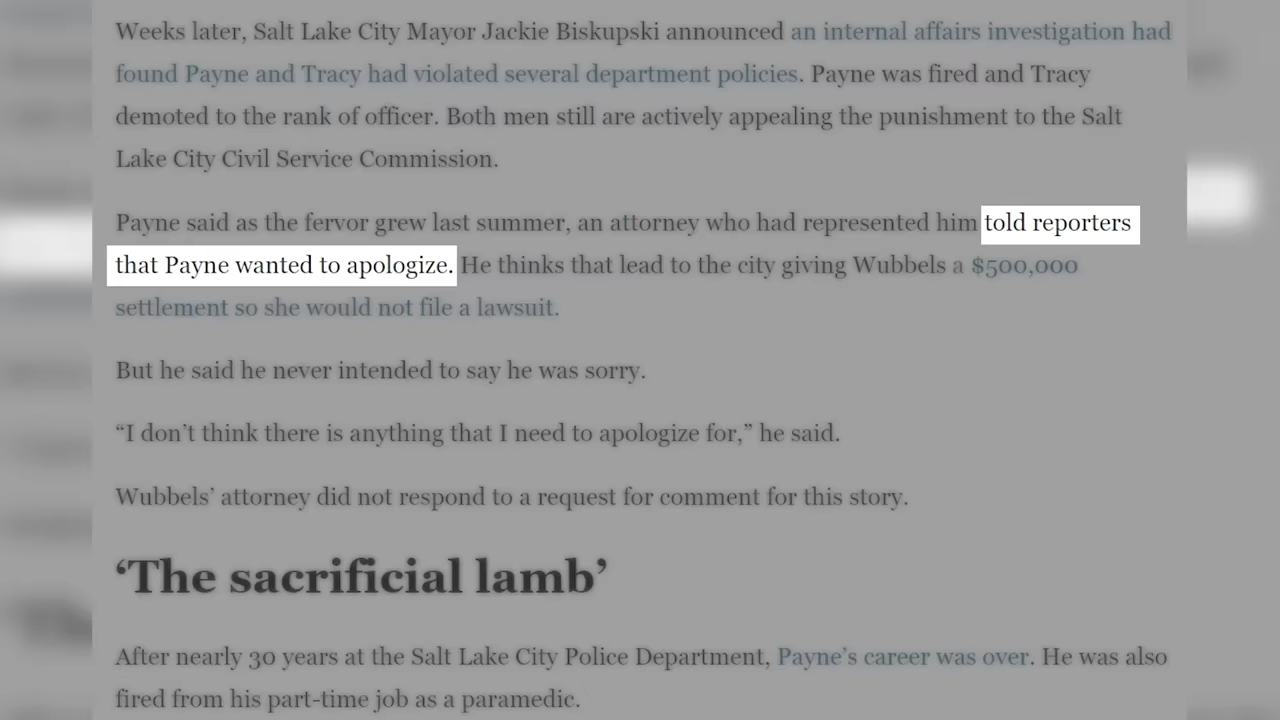 Weeks later, Salt Lake City Mayor Jackie Biskupski announced an internal affairs investigation had
found Payne and Tracy had violated several department policies. Payne was fired and Tracy
demoted to the rank of officer. Both men still are actively appealing the punishment to the Salt
Lake City Civil Service Commission.
Payne said as the fervor grew last summer, an attorney who had represented him told reporters
that Payne wanted to apologize. He thinks that lead to the city giving Wubbels a $500,000
settlement so she would not file a lawsuit.
But he said he never intended to say he was sorry.
“I don’t think there is anything that I need to apologize for,” he said.
Wubbels’ attorney did not respond to a request for comment for this story.
‘The sacrificial lamb’
After nearly 30 years at the Salt Lake City Police Department, Payne’s career was over. He was also
fired from his part-time job as a paramedic.